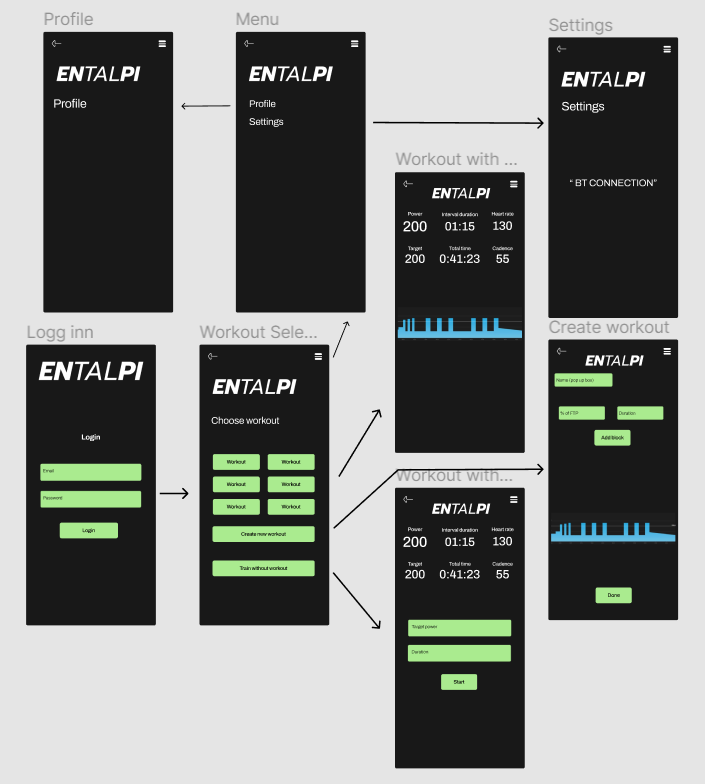 Profile
ENTALPI
Profile
Menu
ENTALPI
Profile
Settings
Settings
ENTALPI
Settings
“ BT CONNECTION”
Workout with ...
ENTALPI
Power Interval duration Heart rate
200 01:15 130
Target Total time Cadence
200 0:41:23 55
Logg inn
ENTALPI
Login
Email
Password
Login
Workout Sele...
ENTALPI
Choose workout
Workout Workout
Workout Workout
Workout Workout
Create new workout
Train without workout
Create workout
ENTALPI
Name (pop up box)
% of FTP Duration
Add block
Done
Workout with...
ENTALPI
Power Interval duration Heart rate
200 01:15 130
Target Total time Cadence
200 0:41:23 55
Target power
Duration
Start